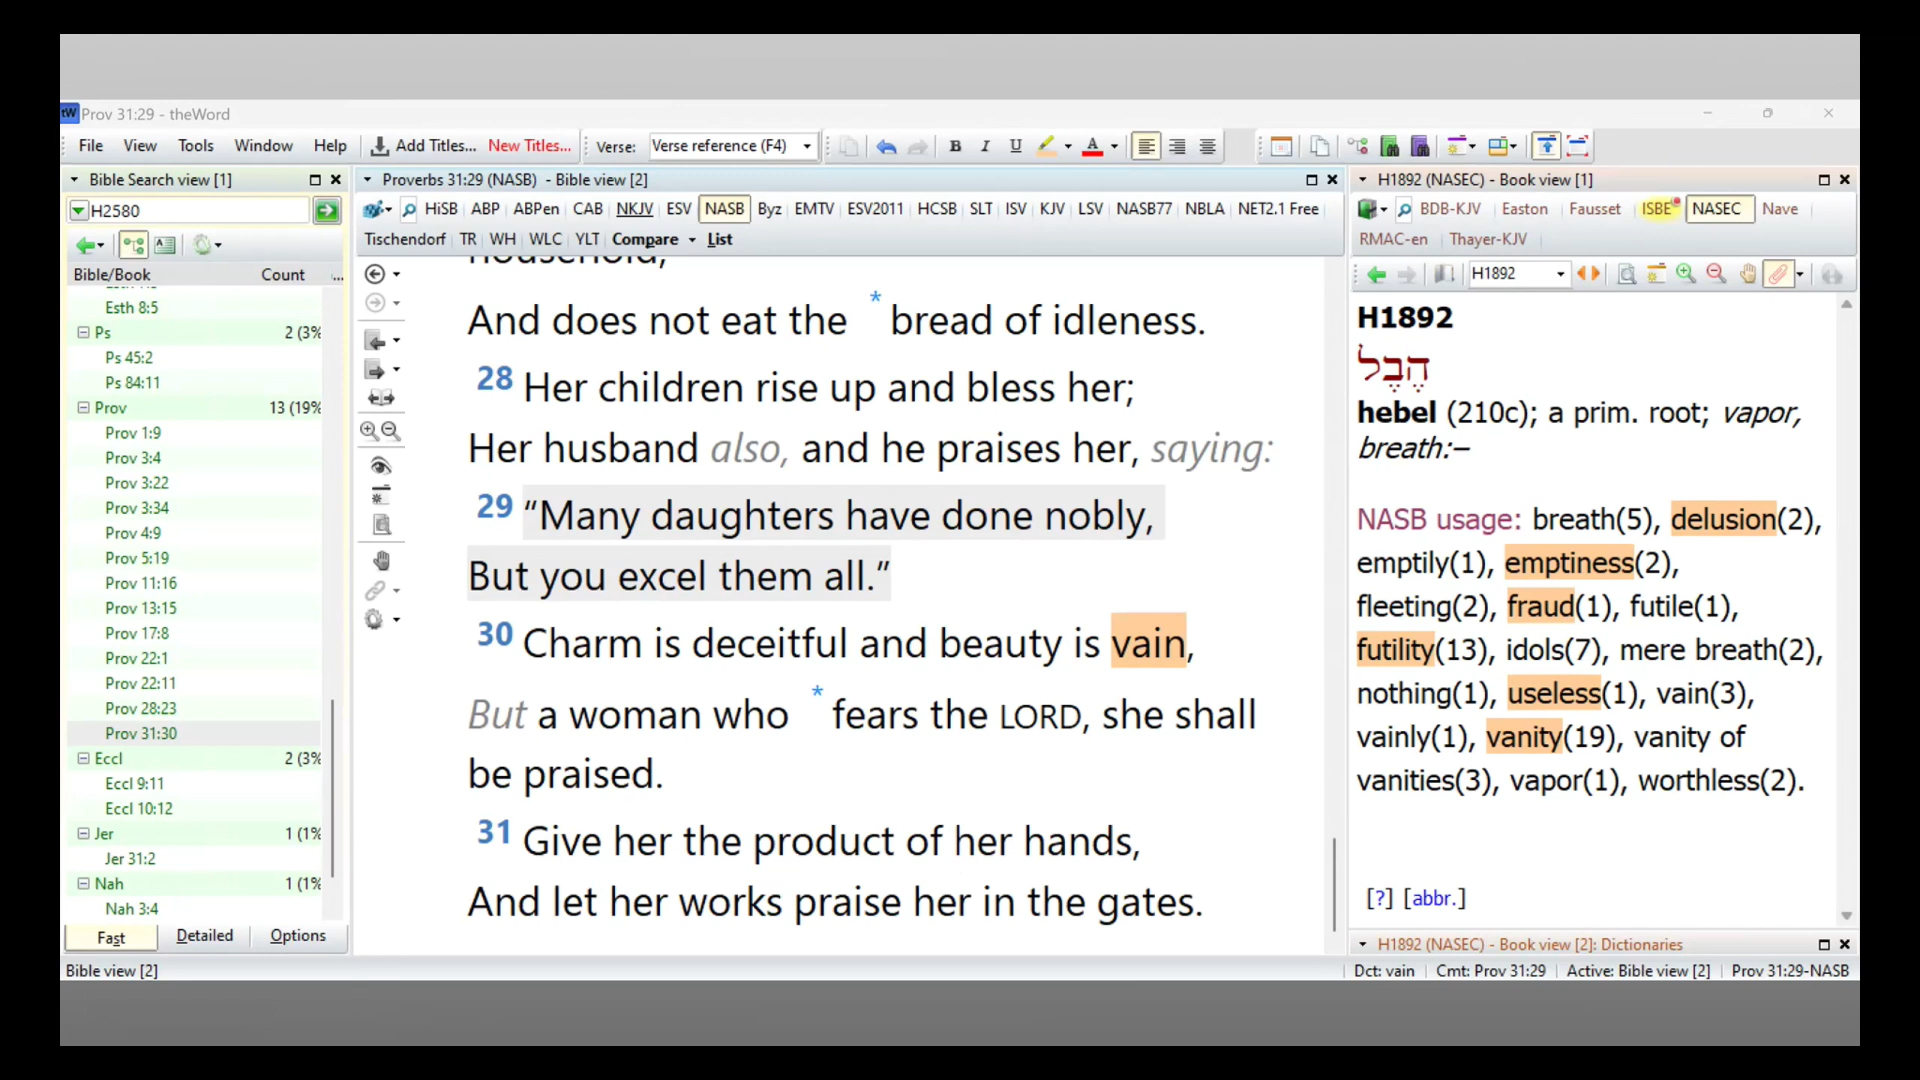 Prov 31:29 - theWord
File View Tools Window Help Add Titles... New Titles... Verse: Verse reference (F4) B I U A
Bible Search view [1]
H2580
Bible/Book Count ...
Esth 8:5
Ps 2 (3%
Ps 45:2
Ps 84:11
Prov 13 (19%
Prov 1:9
Prov 3:4
Prov 3:22
Prov 3:34
Prov 4:9
Prov 5:19
Prov 11:16
Prov 13:15
Prov 17:8
Prov 22:1
Prov 22:11
Prov 28:23
Prov 31:30
Eccl 2 (3%
Eccl 9:11
Eccl 10:12
Jer 1 (1%
Jer 31:2
Nah 1 (1%
Nah 3:4
Fast Detailed Options
Bible view [2]
Proverbs 31:29 (NASB) - Bible view [2]
HiSB ABP ABPen CAB NKJV ESV NASB Byz EMTV ESV2011 HCSB SLT ISV KJV LSV NASB77 NBLA NET2.1 Free
Tischendorf TR WH WLC YLT Compare List
household,
And does not eat the * bread of idleness.
28 Her children rise up and bless her;
Her husband also, and he praises her, saying:
29 “Many daughters have done nobly,
But you excel them all.”
30 Charm is deceitful and beauty is vain,
But a woman who * fears the LORD, she shall
be praised.
31 Give her the product of her hands,
And let her works praise her in the gates.
H1892 (NASEC) - Book view [1]
BDB-KJV Easton Fausset ISBE NASEC Nave
RMAC-en Thayer-KJV
H1892
H1892
הֶבֶל
hebel (210c); a prim. root; vapor,
breath:–
NASB usage: breath(5), delusion(2),
emptily(1), emptiness(2),
fleeting(2), fraud(1), futile(1),
futility(13), idols(7), mere breath(2),
nothing(1), useless(1), vain(3),
vainly(1), vanity(19), vanity of
vanities(3), vapor(1), worthless(2).
[?] [abbr.]
H1892 (NASEC) - Book view [2]: Dictionaries
Dct: vain Cmt: Prov 31:29 Active: Bible view [2] Prov 31:29-NASB